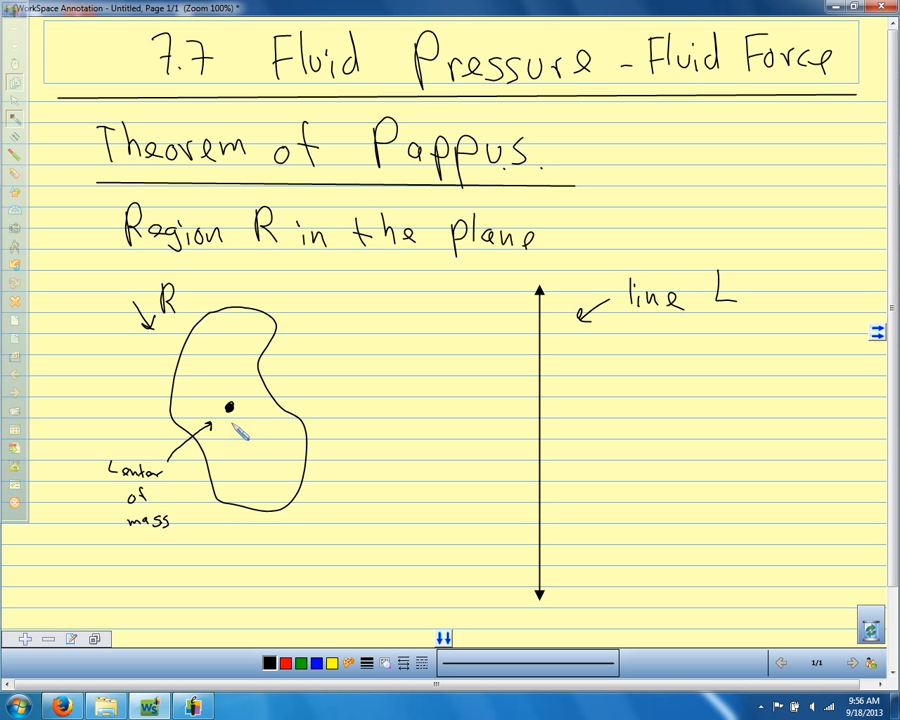 WorkSpace Annotation - Untitled, Page 1/1 (Zoom 100%) *
7.7 Fluid Pressure - Fluid Force
Theorem of Pappus.
Region R in the plane
R
line L
Center
of
mass
1/1
9:56 AM
9/18/2013